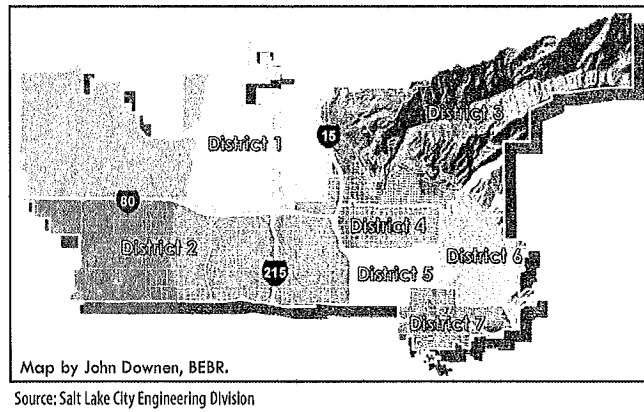 District 3
15
District 1
80
District 4
District 2
District 6
215
District 5
District 7
Map by John Downen, BEBR.
Source: Salt Lake City Engineering Division